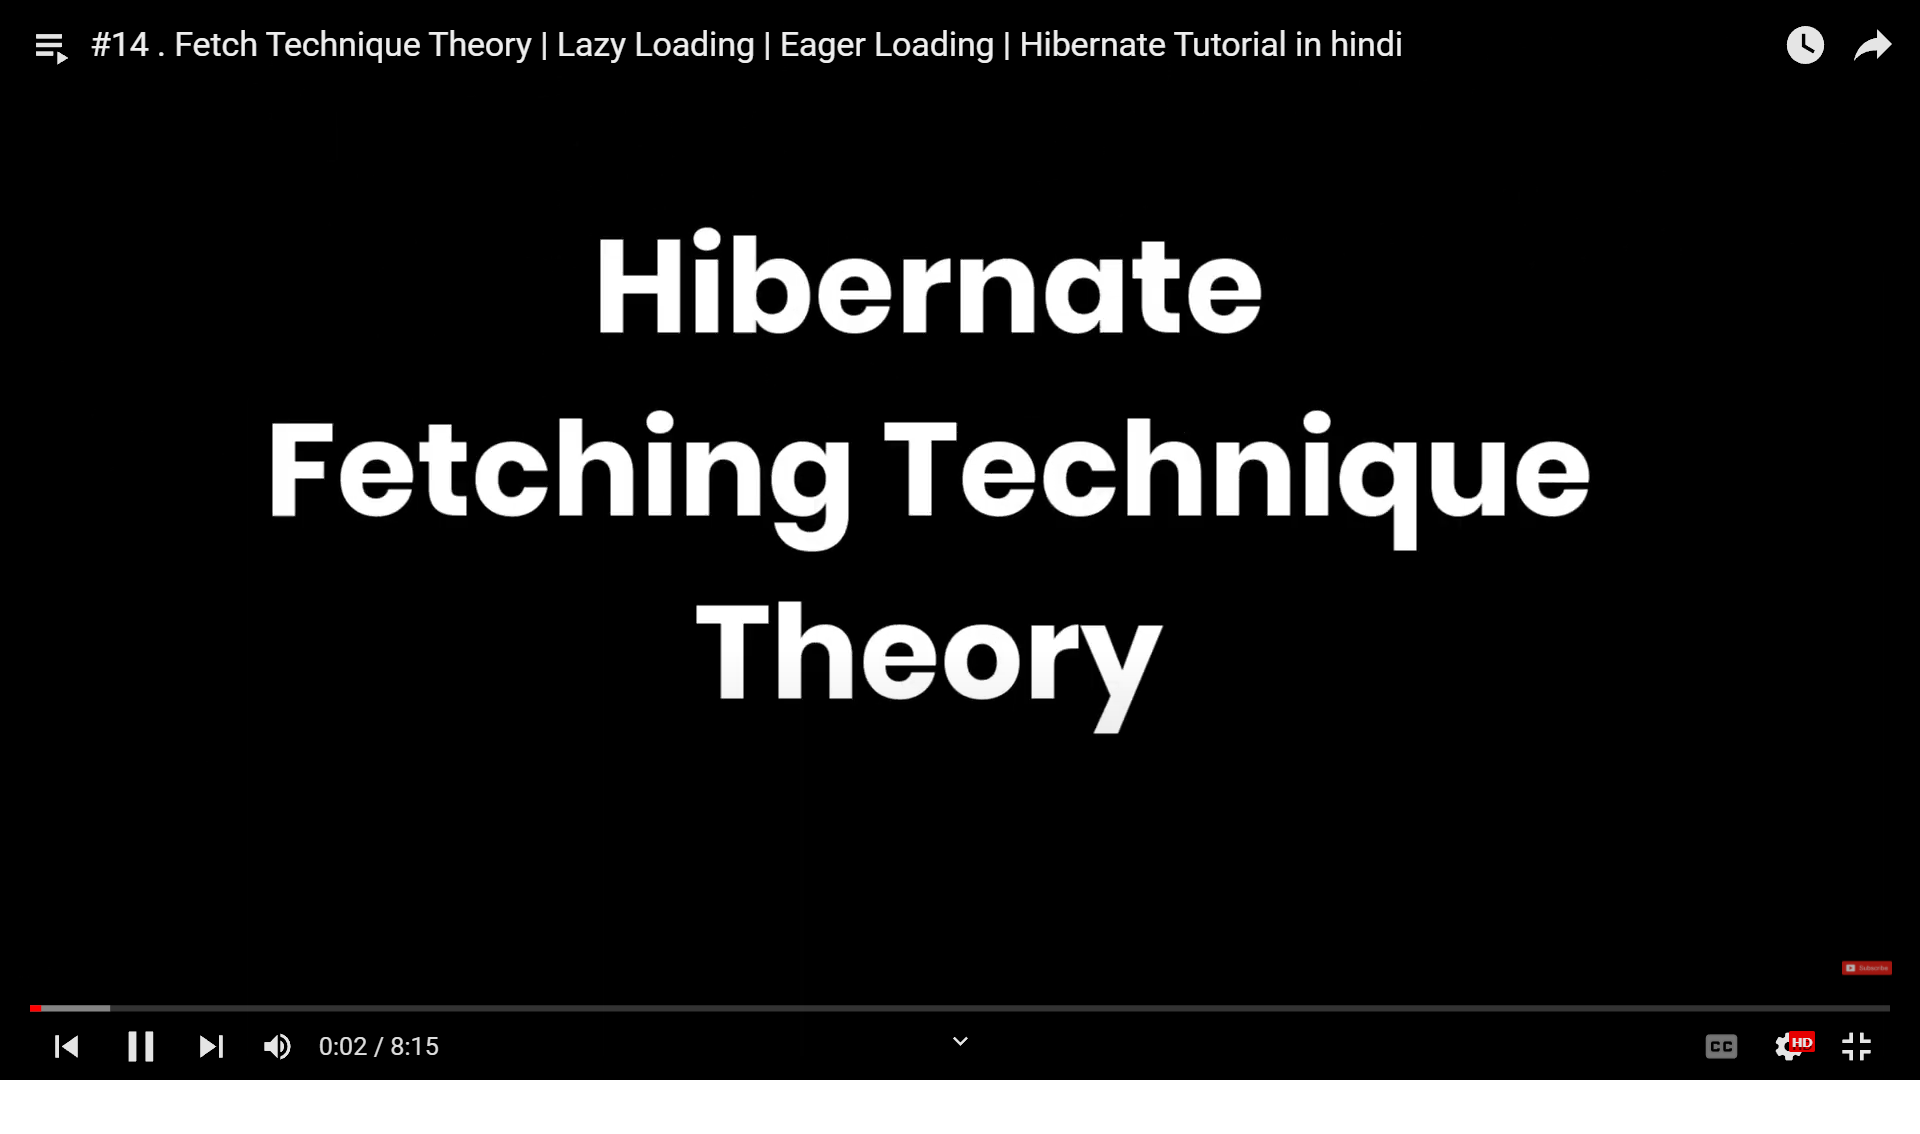 #14 . Fetch Technique Theory | Lazy Loading | Eager Loading | Hibernate Tutorial in hindi
Hibernate
Fetching Technique
Theory
Subscribe
0:02 / 8:15
CC
HD